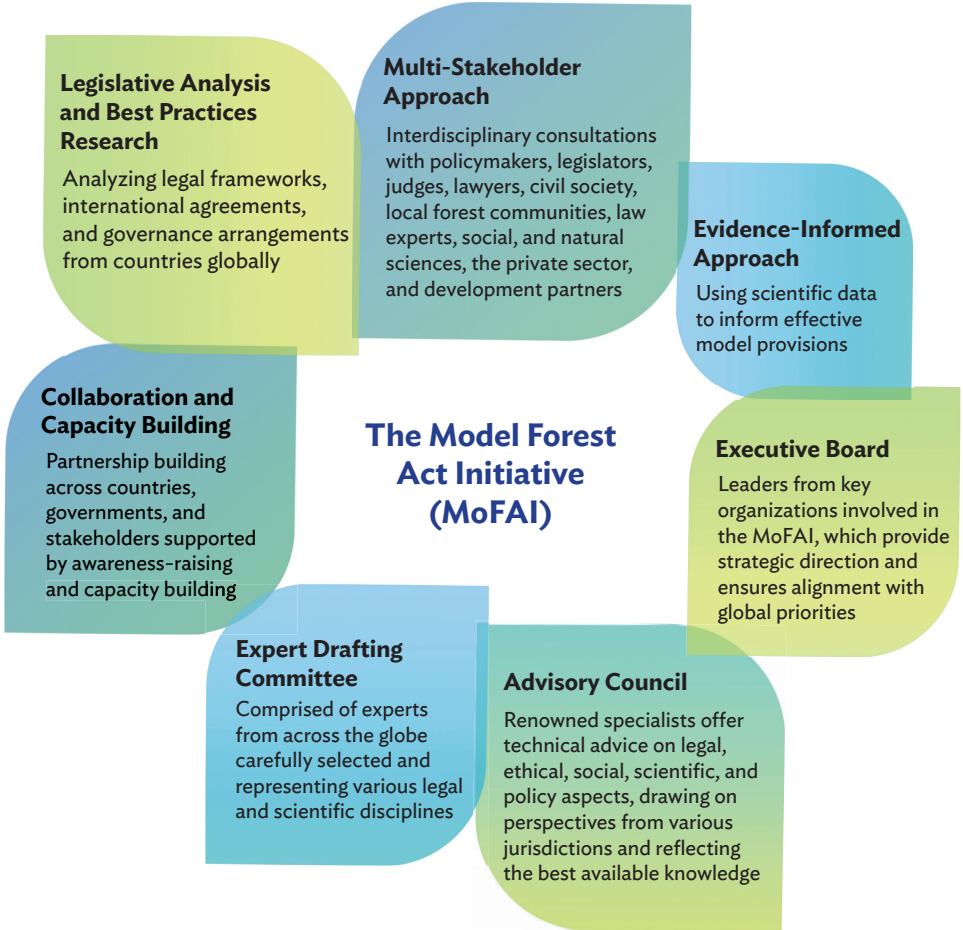 Legislative Analysis
and Best Practices
Research
Analyzing legal frameworks,
international agreements,
and governance arrangements
from countries globally
Multi-Stakeholder
Approach
Interdisciplinary consultations
with policymakers, legislators,
judges, lawyers, civil society,
local forest communities, law
experts, social, and natural
sciences, the private sector,
and development partners
Evidence-Informed
Approach
Using scientific data
to inform effective
model provisions
Collaboration and
Capacity Building
Partnership building
across countries,
governments, and
stakeholders supported
by awareness-raising
and capacity building
The Model Forest
Act Initiative
(MoFAI)
Executive Board
Leaders from key
organizations involved in
the MoFAI, which provide
strategic direction and
ensures alignment with
global priorities
Expert Drafting
Committee
Comprised of experts
from across the globe
carefully selected and
representing various legal
and scientific disciplines
Advisory Council
Renowned specialists offer
technical advice on legal,
ethical, social, scientific, and
policy aspects, drawing on
perspectives from various
jurisdictions and reflecting
the best available knowledge